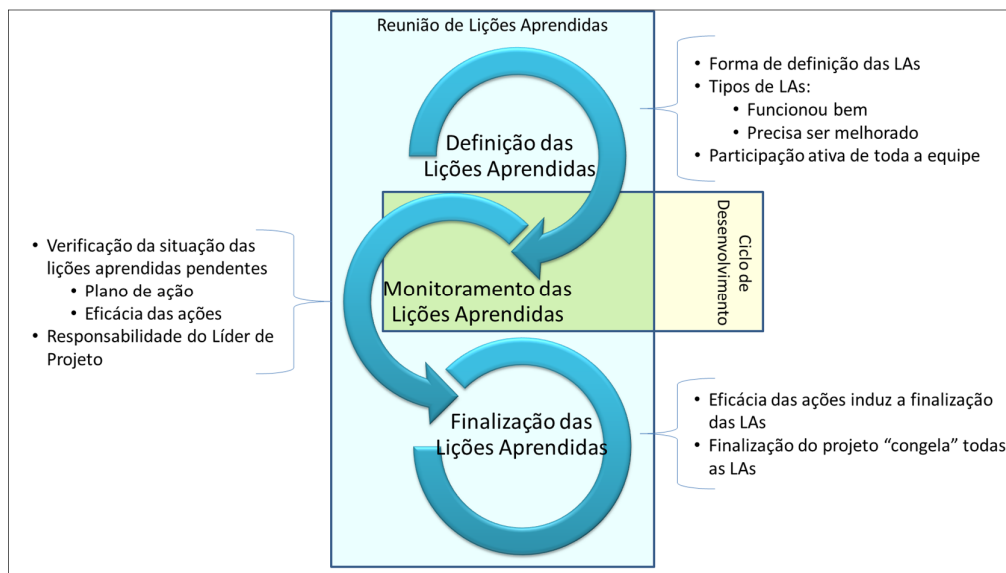 Reunião de Lições Aprendidas
Definição das
Lições Aprendidas
• Forma de definição das LAs
• Tipos de LAs:
• Funcionou bem
• Precisa ser melhorado
• Participação ativa de toda a equipe
Ciclo de
Desenvolvimento
Monitoramento das
Lições Aprendidas
• Verificação da situação das
lições aprendidas pendentes
• Plano de ação
• Eficácia das ações
• Responsabilidade do Líder de
Projeto
Finalização das
Lições Aprendidas
• Eficácia das ações induz a finalização
das LAs
• Finalização do projeto “congela” todas
as LAs